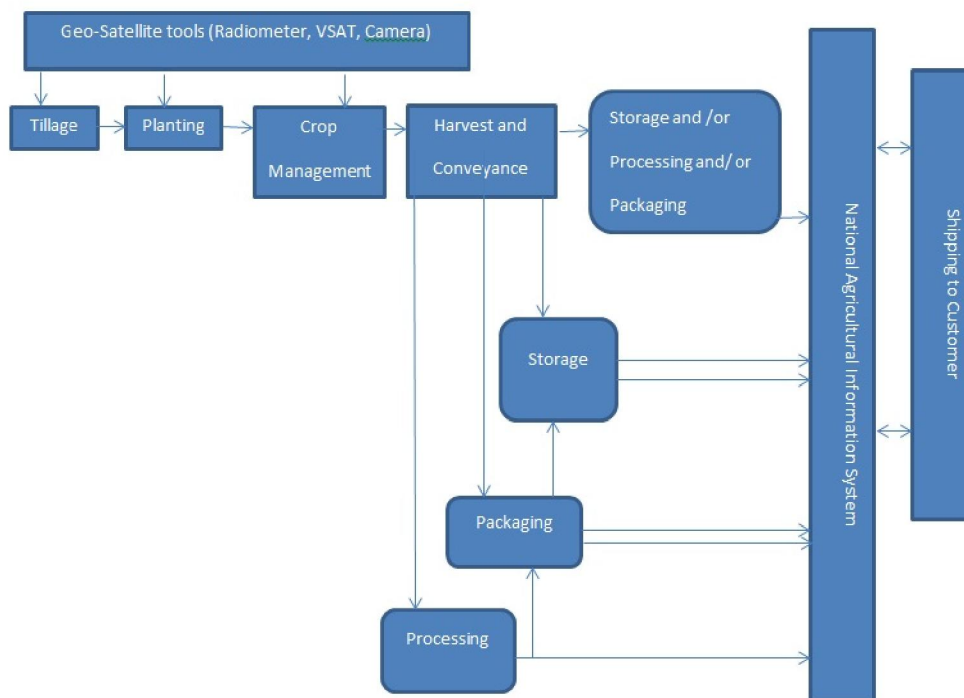 Geo-Satellite tools (Radiometer, VSAT, Camera)
Tillage
Planting
Crop
Management
Harvest and
Conveyance
Storage and /or
Processing and/ or
Packaging
Storage
Packaging
Processing
National Agricultural Information System
Shipping to Customer